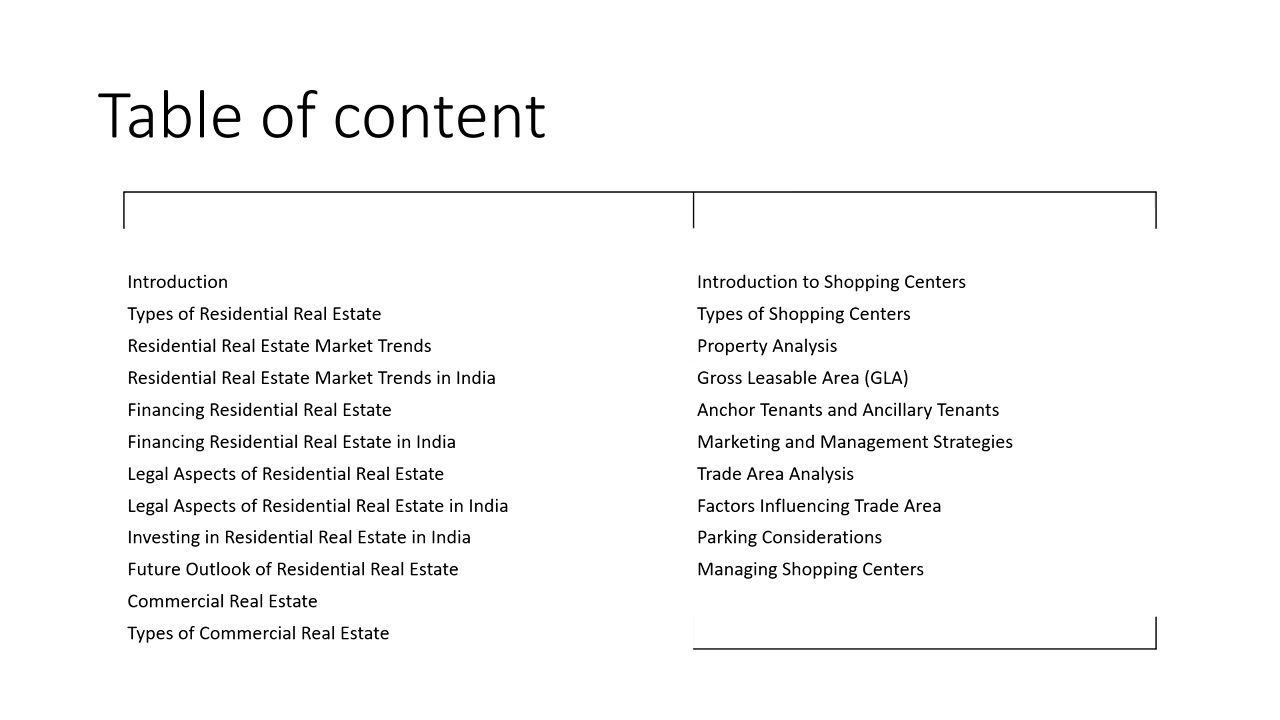 Table of content
Introduction
Types of Residential Real Estate
Residential Real Estate Market Trends
Residential Real Estate Market Trends in India
Financing Residential Real Estate
Financing Residential Real Estate in India
Legal Aspects of Residential Real Estate
Legal Aspects of Residential Real Estate in India
Investing in Residential Real Estate in India
Future Outlook of Residential Real Estate
Commercial Real Estate
Types of Commercial Real Estate
Introduction to Shopping Centers
Types of Shopping Centers
Property Analysis
Gross Leasable Area (GLA)
Anchor Tenants and Ancillary Tenants
Marketing and Management Strategies
Trade Area Analysis
Factors Influencing Trade Area
Parking Considerations
Managing Shopping Centers